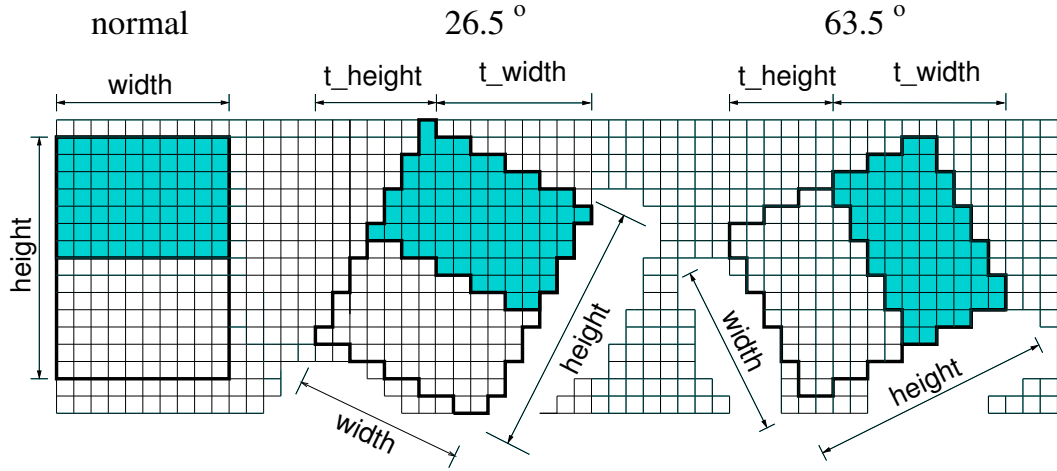 normal 26.5 o 63.5 o
width t_height t_width t_height t_width
height
width height
width height